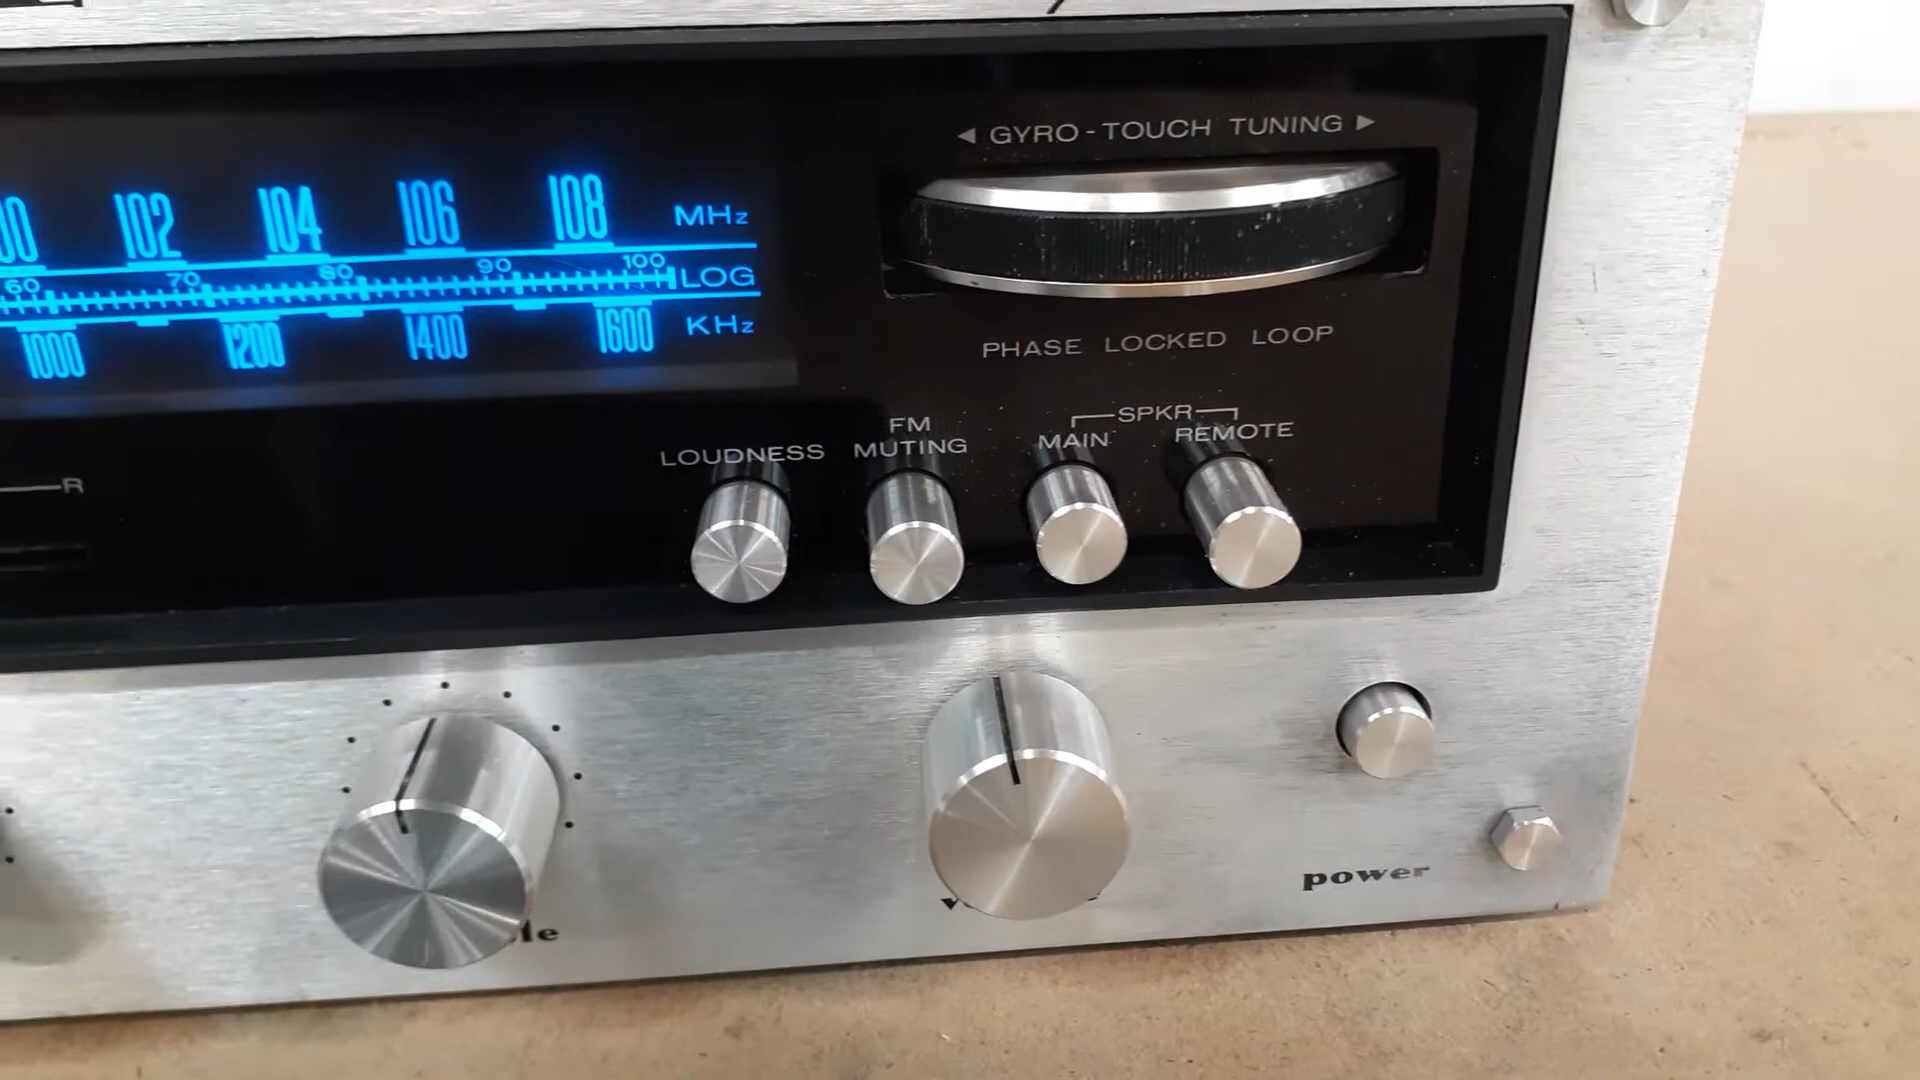 ◄ GYRO-TOUCH TUNING ►
102 104 106 108 MHz
60 70 80 90 100 LOG
1000 1200 1400 1600 KHz
PHASE LOCKED LOOP
SPKR
LOUDNESS FM MUTING MAIN REMOTE
R
power